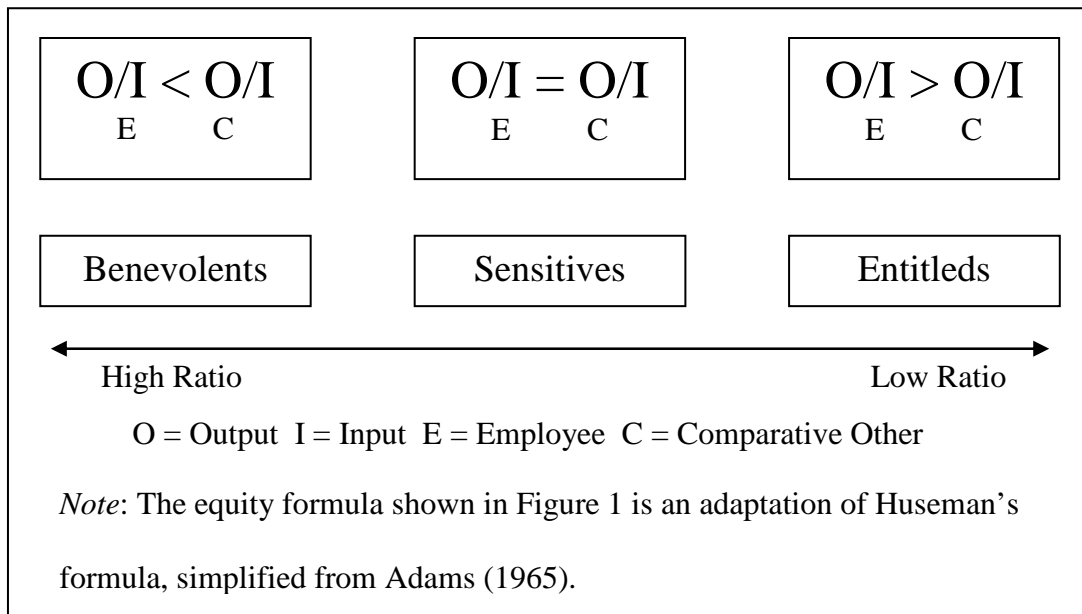 O/I < O/I
E C
O/I = O/I
E C
O/I > O/I
E C
Benevolents
Sensitives
Entitleds
High Ratio
Low Ratio
O = Output I = Input E = Employee C = Comparative Other
Note: The equity formula shown in Figure 1 is an adaptation of Huseman’s
formula, simplified from Adams (1965).